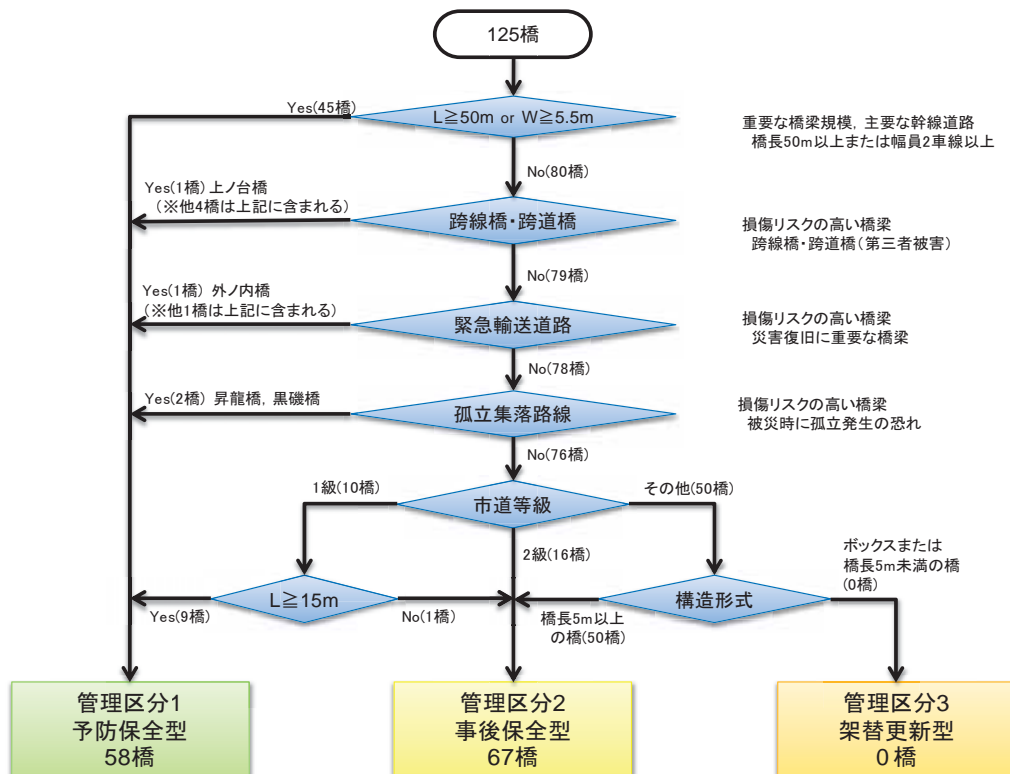 125橋
Yes(45橋)
L≧50m or W≧5.5m
重要な橋梁規模，主要な幹線道路
橋長50m以上または幅員2車線以上
No(80橋)
Yes(1橋) 上ノ台橋
（※他4橋は上記に含まれる）
跨線橋・跨道橋
損傷リスクの高い橋梁
跨線橋・跨道橋（第三者被害）
No(79橋)
Yes(1橋) 外ノ内橋
（※他1橋は上記に含まれる）
緊急輸送道路
損傷リスクの高い橋梁
災害復旧に重要な橋梁
No(78橋)
Yes(2橋) 昇龍橋，黒磯橋
孤立集落路線
損傷リスクの高い橋梁
被災時に孤立発生の恐れ
No(76橋)
1級(10橋)
市道等級
その他(50橋)
2級(16橋)
ボックスまたは
橋長5m未満の橋
(0橋)
L≧15m
構造形式
Yes(9橋)
No(1橋)
橋長5m以上
の橋(50橋)
管理区分1
予防保全型
58橋
管理区分2
事後保全型
67橋
管理区分3
架替更新型
0橋